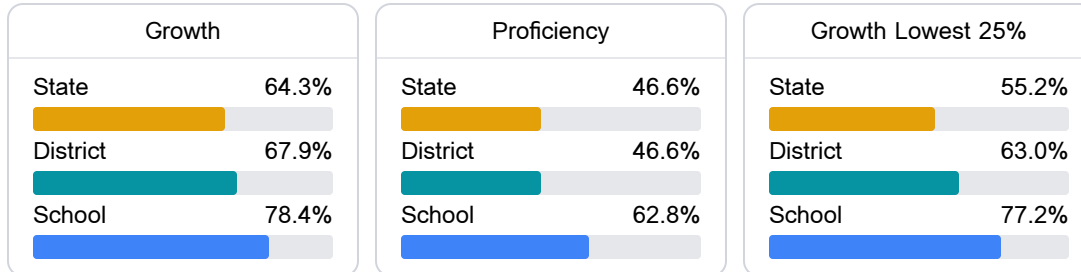 Growth
State 64.3%
District 67.9%
School 78.4%
Proficiency
State 46.6%
District 46.6%
School 62.8%
Growth Lowest 25%
State 55.2%
District 63.0%
School 77.2%